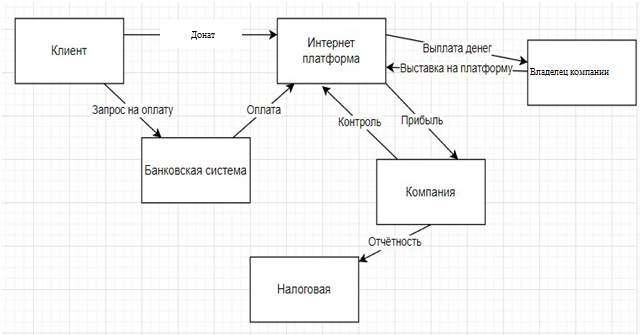 Клиент
Донат
Интернет
платформа
Выплата денег
Выставка на платформу
Владелец компании
Запрос на оплату
Оплата
Контроль
Прибыль
Банковская система
Компания
Отчётность
Налоговая